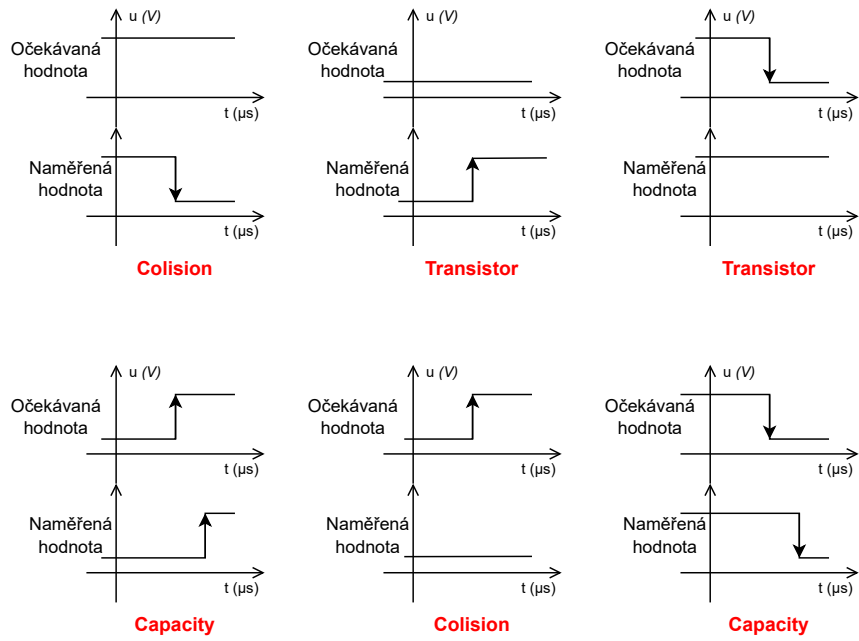 u (V)
Očekávaná
hodnota
t (µs)
Naměřená
hodnota
t (µs)
Colision
u (V)
Očekávaná
hodnota
t (µs)
Naměřená
hodnota
t (µs)
Transistor
u (V)
Očekávaná
hodnota
t (µs)
Naměřená
hodnota
t (µs)
Transistor
u (V)
Očekávaná
hodnota
t (µs)
Naměřená
hodnota
t (µs)
Capacity
u (V)
Očekávaná
hodnota
t (µs)
Naměřená
hodnota
t (µs)
Colision
u (V)
Očekávaná
hodnota
t (µs)
Naměřená
hodnota
t (µs)
Capacity